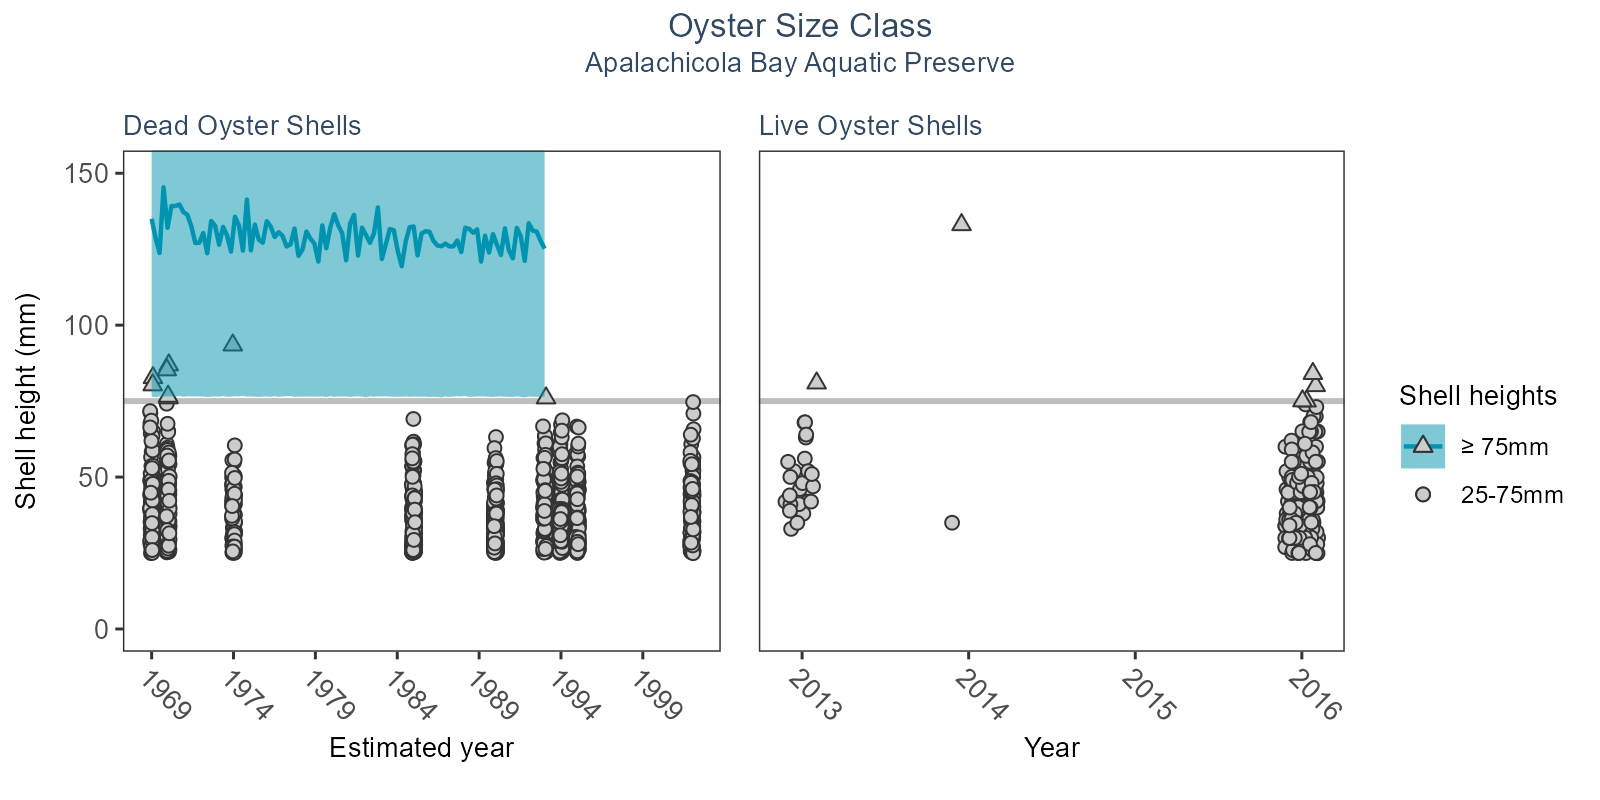 Oyster Size Class
Apalachicola Bay Aquatic Preserve
Dead Oyster Shells
Live Oyster Shells
Shell height (mm)
150
100
50
0
1969
1974
1979
1984
1989
1994
1999
2013
2014
2015
2016
Estimated year
Year
Shell heights
≥ 75mm
25-75mm